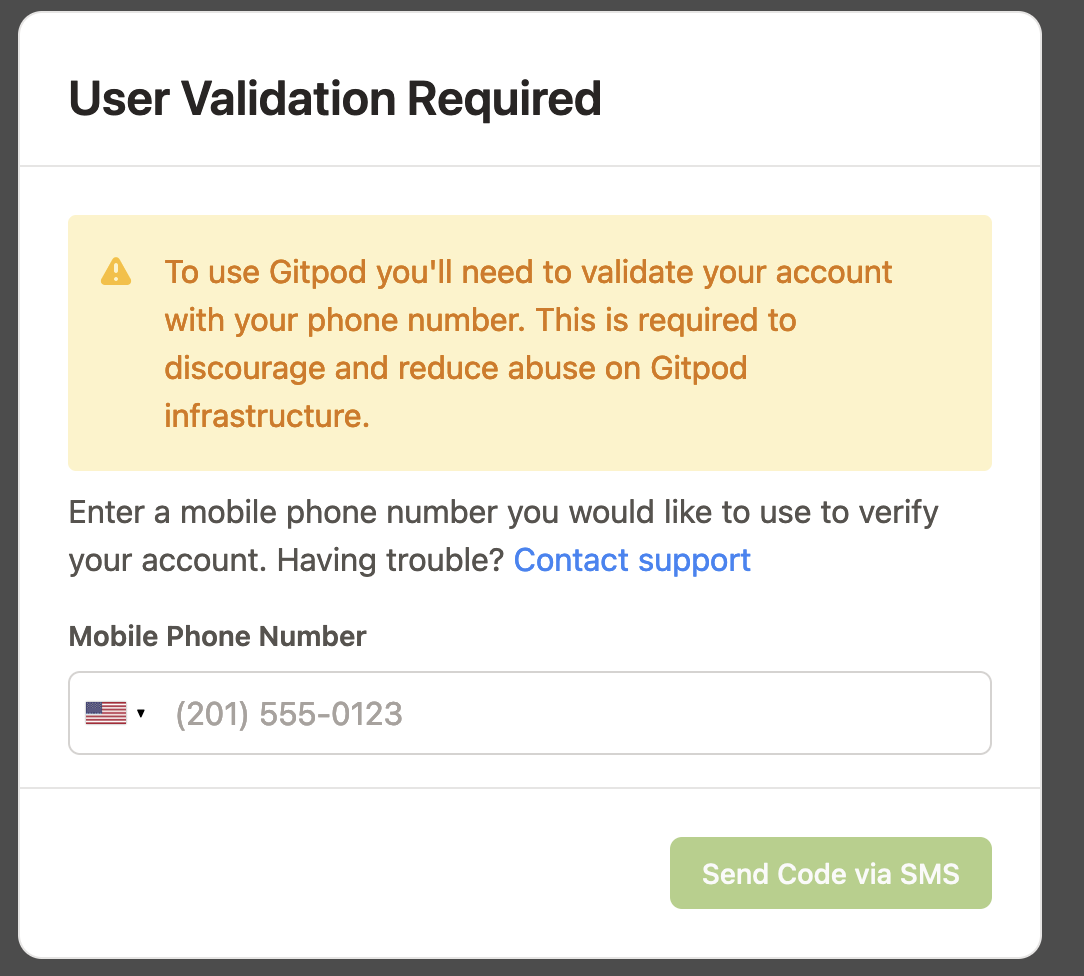 User Validation Required
To use Gitpod you'll need to validate your account
with your phone number. This is required to
discourage and reduce abuse on Gitpod
infrastructure.
Enter a mobile phone number you would like to use to verify
your account. Having trouble? Contact support
Mobile Phone Number
(201) 555-0123
Send Code via SMS